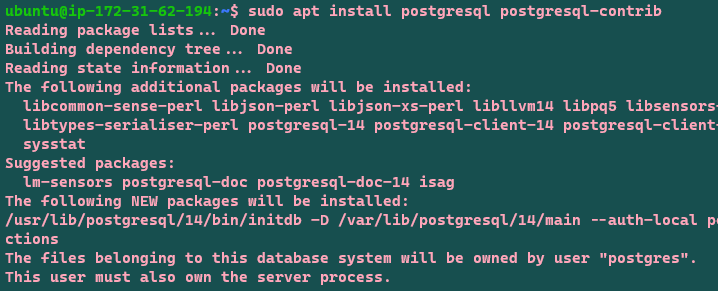 ubuntu@ip-172-31-62-194:~$ sudo apt install postgresql postgresql-contrib
Reading package lists... Done
Building dependency tree... Done
Reading state information... Done
The following additional packages will be installed:
libcommon-sense-perl libjson-perl libjson-xs-perl libllvm14 libpq5 libsensors-
libtypes-serialiser-perl postgresql-14 postgresql-client-14 postgresql-client-
sysstat
Suggested packages:
lm-sensors postgresql-doc postgresql-doc-14 isag
The following NEW packages will be installed:
/usr/lib/postgresql/14/bin/initdb -D /var/lib/postgresql/14/main --auth-local pe
ctions
The files belonging to this database system will be owned by user "postgres".
This user must also own the server process.